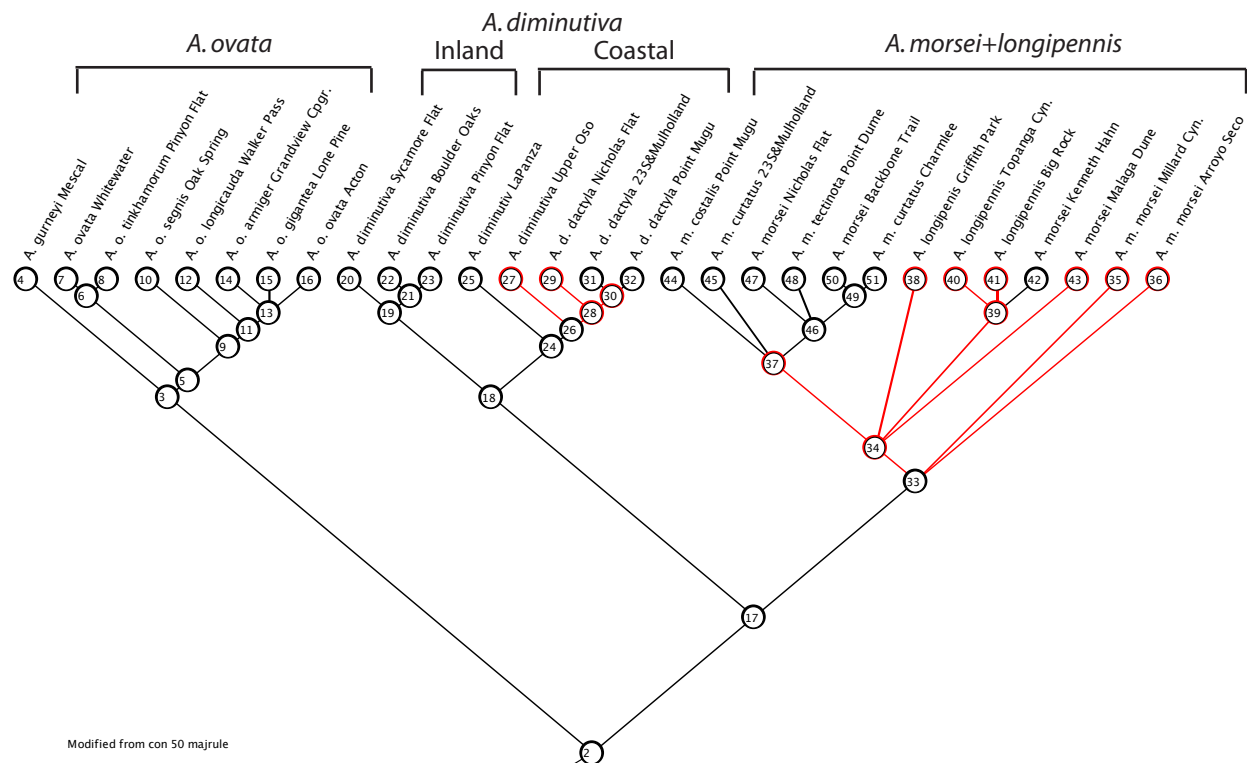 A. diminutiva
A. ovata
Inland
Coastal
A. morsei+longipennis
A. gurneyi Mescal
A. ovata Whitewater
A. o. tinkhamorum Pinyon Flat
A. o. segnis Oak Spring
A. o. longicauda Walker Pass
A. o. armiger Grandview Cpgr.
A. o. gigantea Lone Pine
A. o. ovata Acton
A. diminutiva Sycamore Flat
A. diminutiva Boulder Oaks
A. diminutiva Pinyon Flat
A. diminutiv LaPanza
A. diminutiva Upper Oso
A. d. dactyla Nicholas Flat
A. d. dactyla 23S&Mulholland
A. d. dactyla Point Mugu
A. m. costalis Point Mugu
A. m. curtatus 23S&Mulholland
A. morsei Nicholas Flat
A. m. tectinota Point Dume
A. morsei Backbone Trail
A. m. curtatus Charmlee
A. longipennis Griffith Park
A. longipennis Topanga Cyn.
A. longipennis Big Rock
A. morsei Kenneth Hahn
A. morsei Malaga Dune
A. m. morsei Millard Cyn.
A. m. morsei Arroyo Seco
4 7 8 10 12 14 15 16 20 22 23 25 27 29 31 32 44 45 47 48 50 51 38 40 41 42 43 35 36
6 21 30 49
19 13 28 39
11 26 46
9 24
37
5
3 18
34
33
17
2
Modified from con 50 majrule